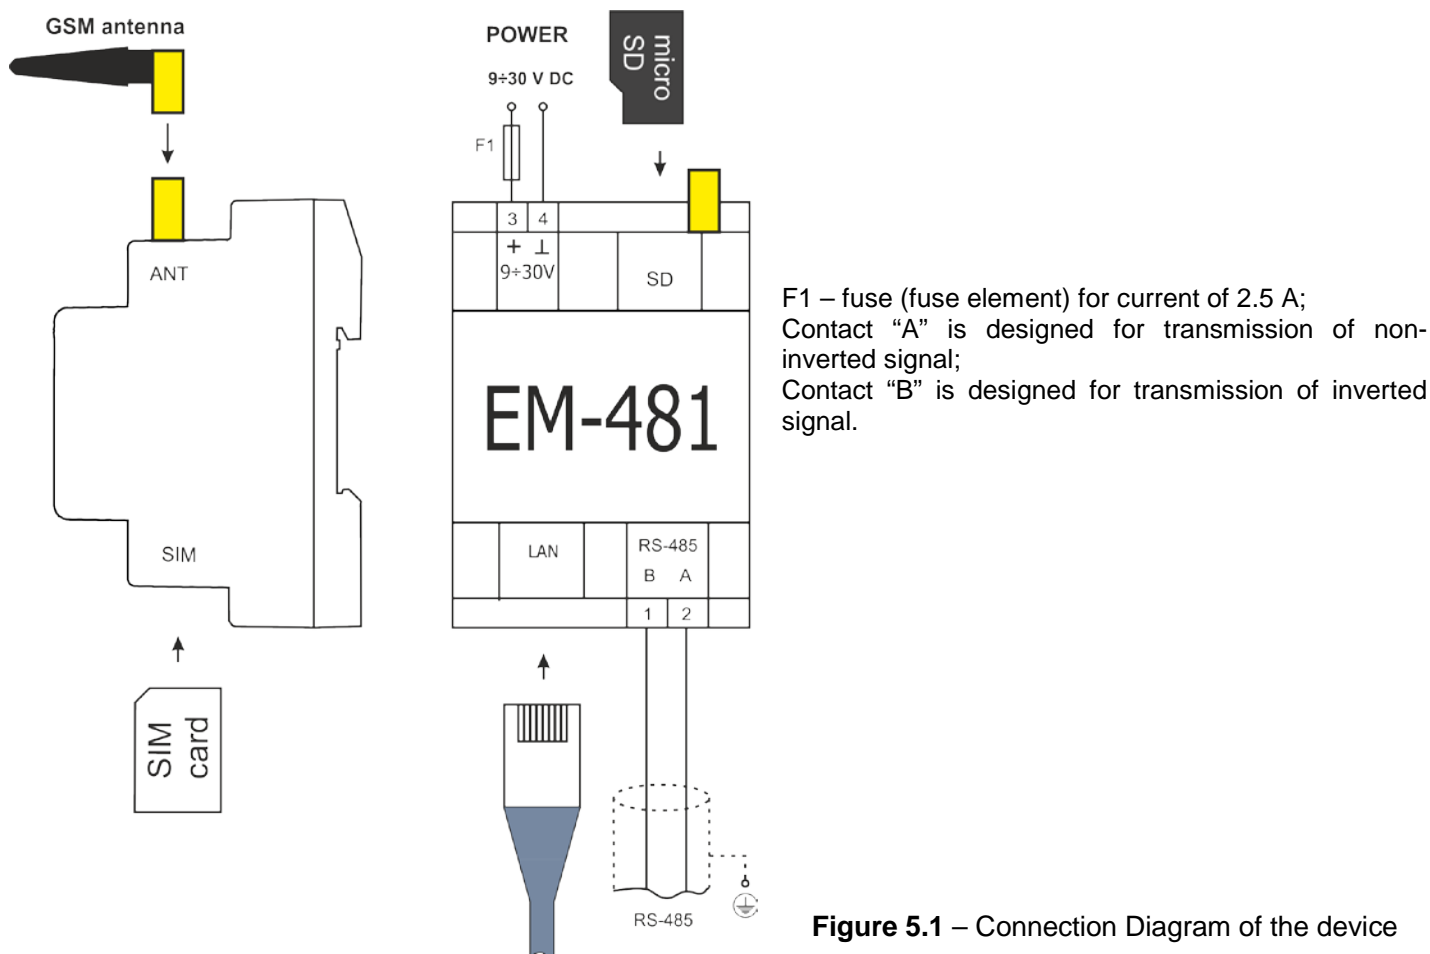 GSM antenna
POWER
9÷30 V DC
micro
SD
F1
3 4
+ ⊥
9÷30V
SD
ANT
EM-481
F1 – fuse (fuse element) for current of 2.5 A;
Contact “A” is designed for transmission of non-
inverted signal;
Contact “B” is designed for transmission of inverted
signal.
SIM
LAN
RS-485
B A
1 2
SIM
card
RS-485
Figure 5.1 – Connection Diagram of the device